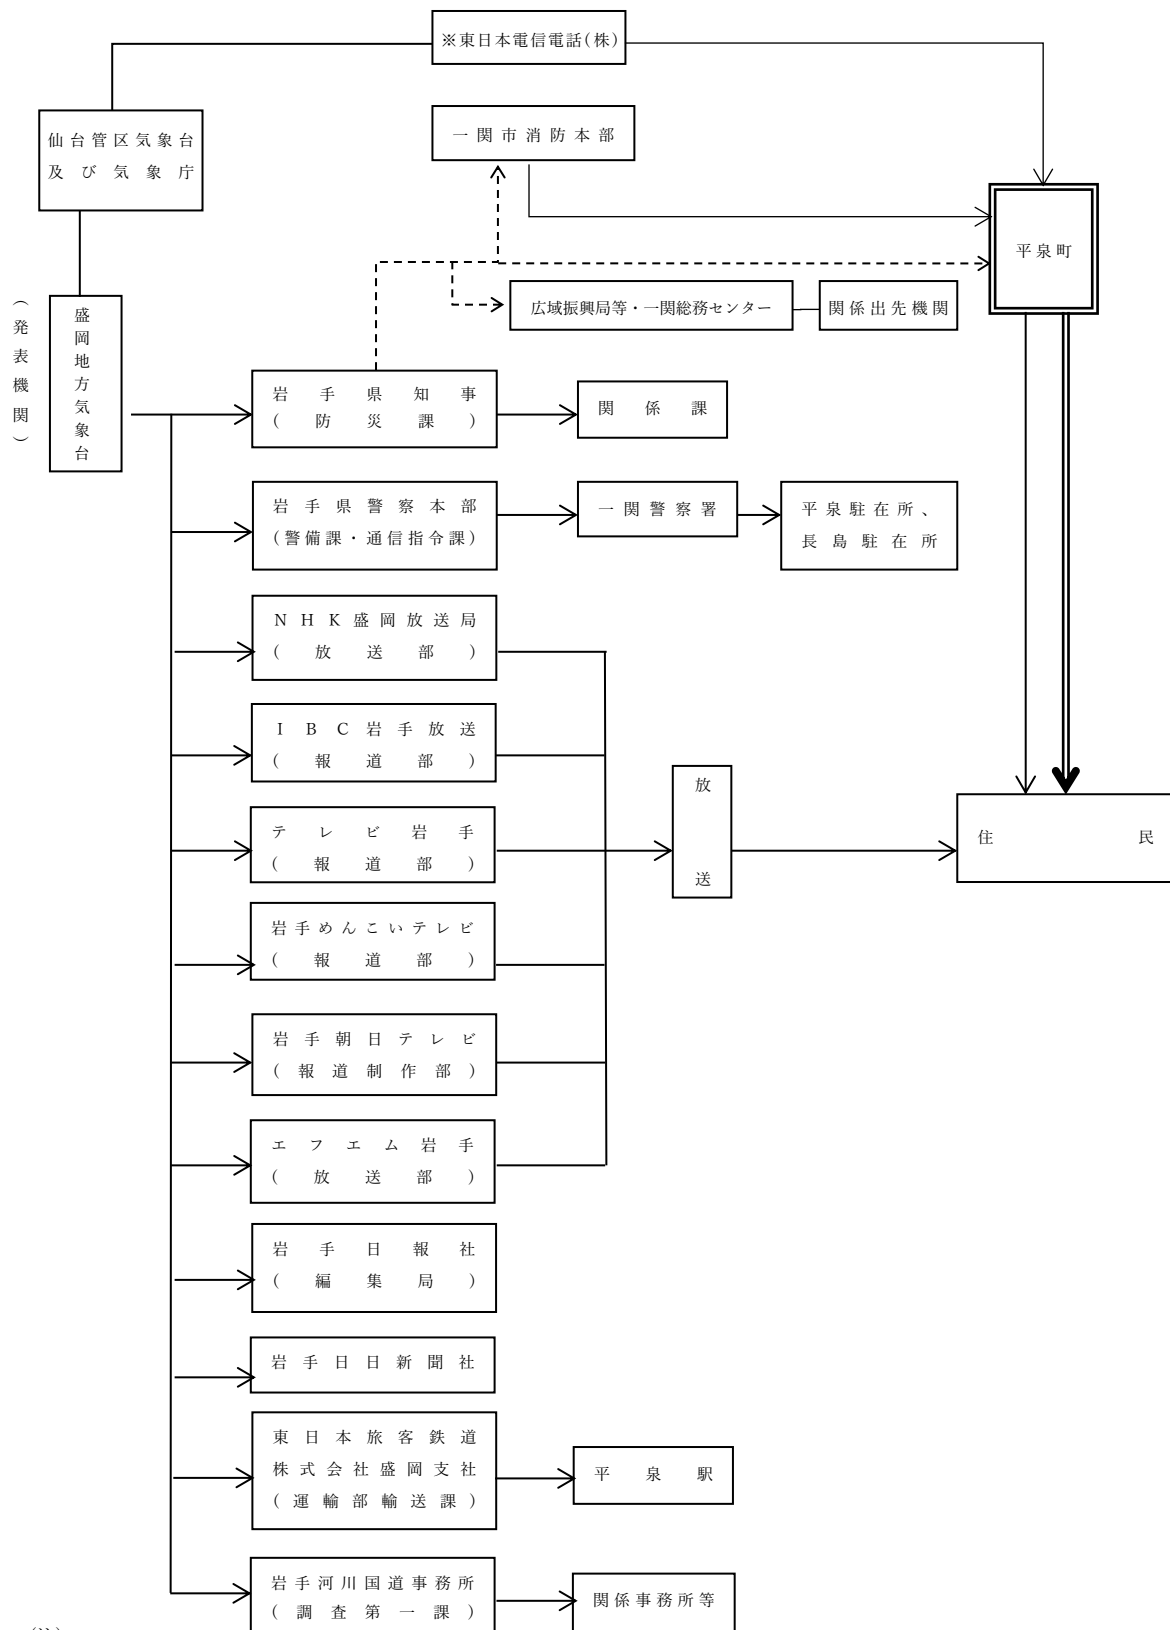 ※東日本電信電話(株)
仙台管区気象台
及び気象庁
一関市消防本部
平泉町
広域振興局等・一関総務センター
関係出先機関
(発表機関)
盛岡地方気象台
岩手県知事
(防災課)
関係課
岩手県警察本部
(警備課・通信指令課)
一関警察署
平泉駐在所、
長島駐在所
NHK盛岡放送局
(放送部)
IBC岩手放送
(報道部)
テレビ岩手
(報道部)
放送
住民
岩手めんこいテレビ
(報道部)
岩手朝日テレビ
(報道制作部)
エフエム岩手
(放送部)
岩手日報社
(編集局)
岩手日日新聞社
東日本旅客鉄道
株式会社盛岡支社
(運輸部輸送課)
平泉駅
岩手河川国道事務所
(調査第一課)
関係事務所等